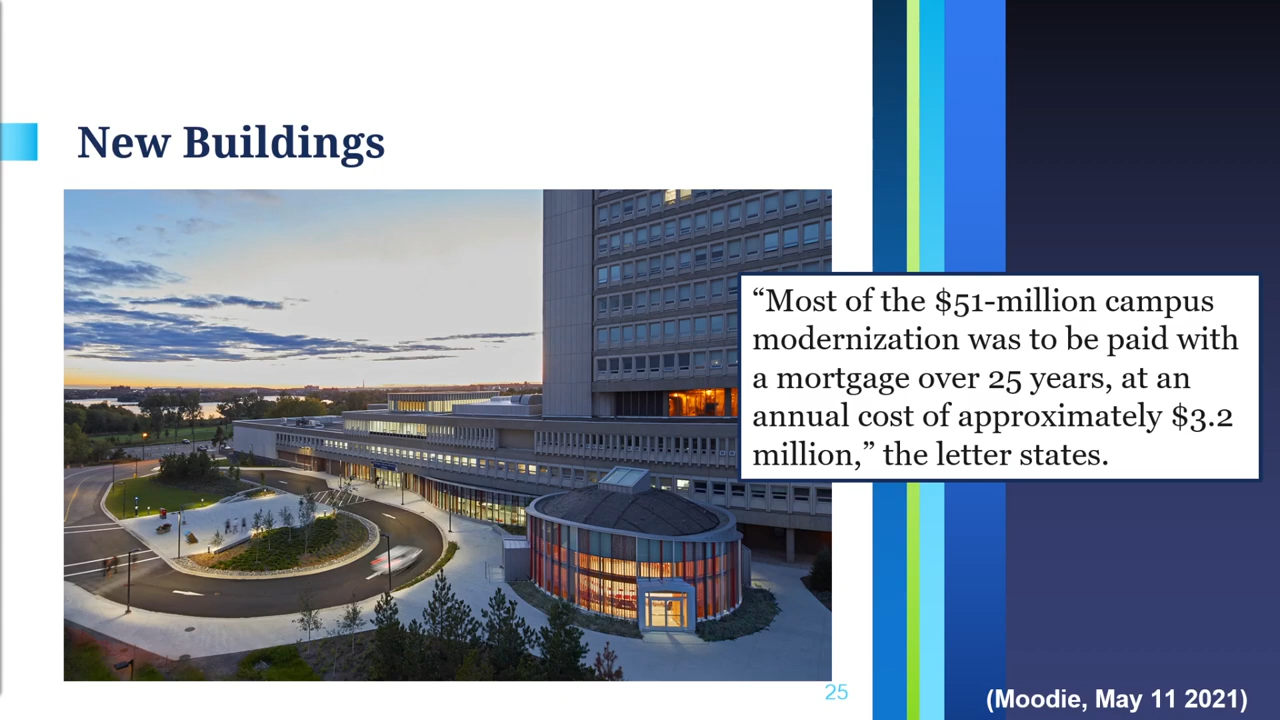 New Buildings
“Most of the $51-million campus
modernization was to be paid with
a mortgage over 25 years, at an
annual cost of approximately $3.2
million,” the letter states.
25
(Moodie, May 11 2021)